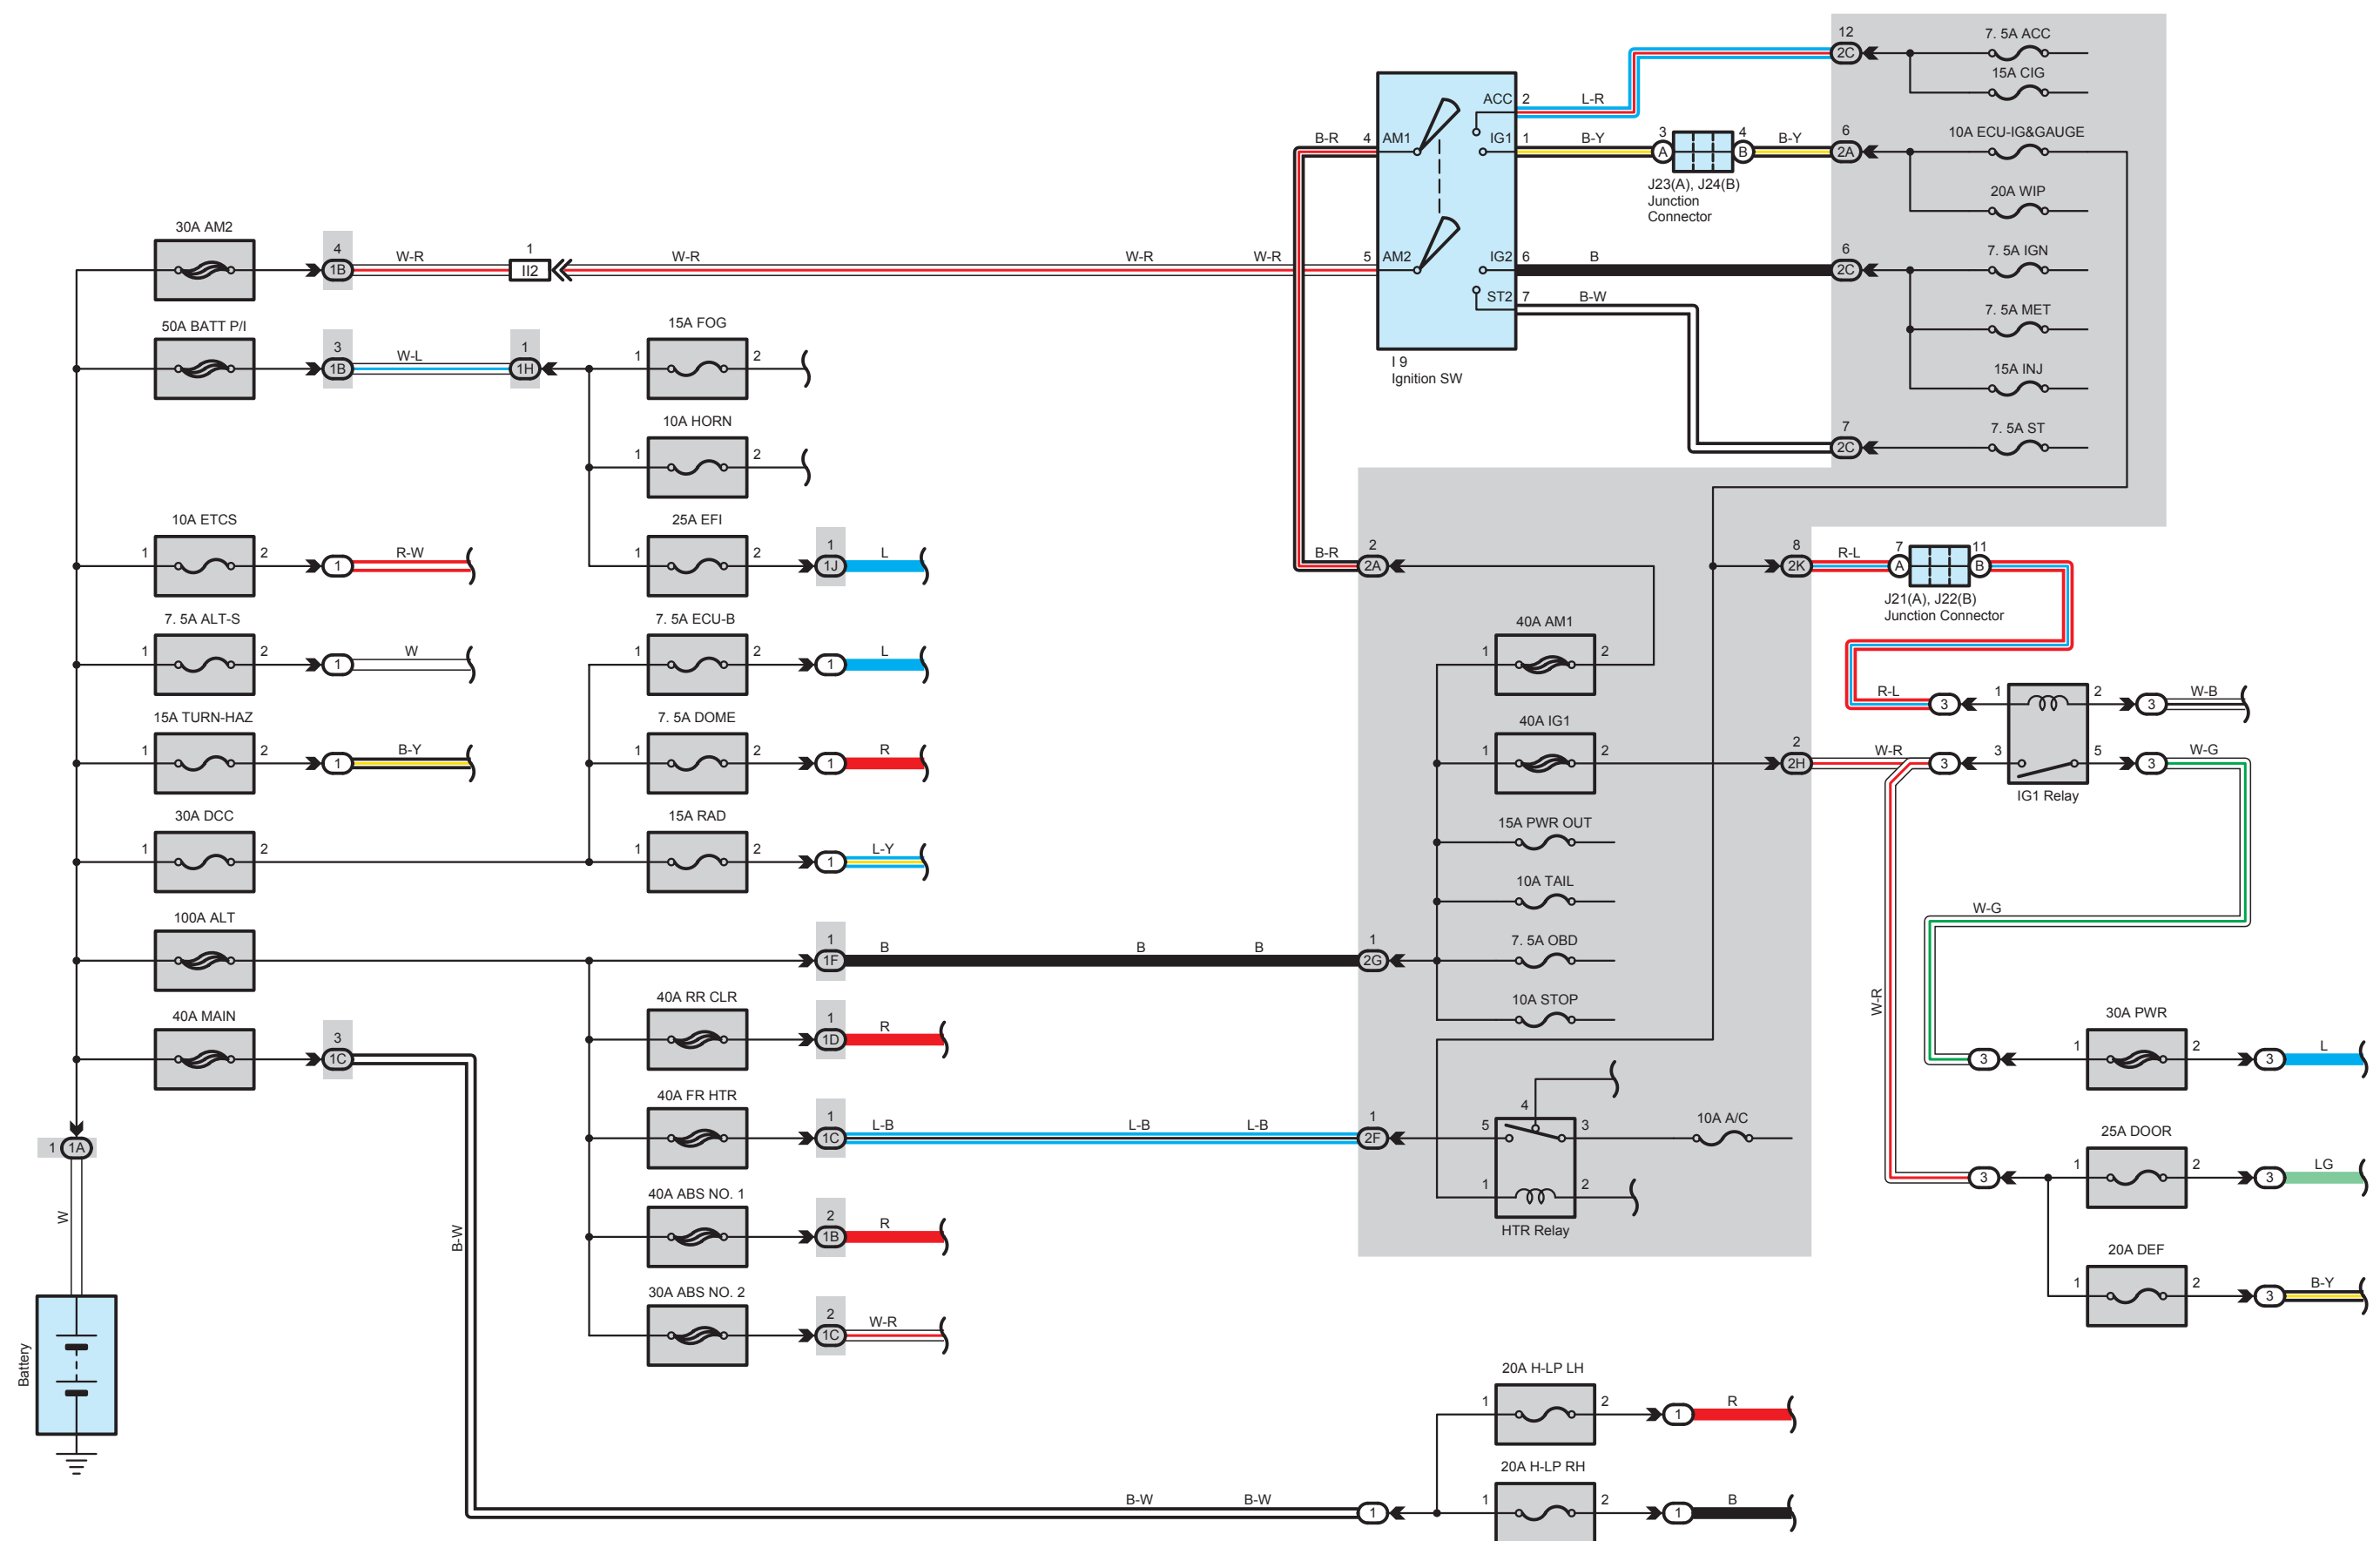 12
7. 5A ACC
2C
15A CIG
ACC 2 L-R
B-R 4 AM1
IG1 1 B-Y 3 4 B-Y 6 10A ECU-IG&GAUGE
A B 2A
J23(A), J24(B)
Junction
Connector
20A WIP
30A AM2
4 1 6 7. 5A IGN
W-R W-R W-R W-R 5 AM2 IG2 6 B
1B II2 2C
ST2 7 B-W
7. 5A MET
50A BATT P/I 15A FOG
3 W-L 1 1 2
1B 1H
I 9
Ignition SW
15A INJ
10A HORN
1 2
7 7. 5A ST
2C
10A ETCS 25A EFI
1 2 R-W 1 2 1 L B-R 2 8 R-L 7 11
1 1J 2A 2K A B
J21(A), J22(B)
Junction Connector
7. 5A ALT-S 7. 5A ECU-B 40A AM1
1 2 W 1 2 L 1 2
1 1
R-L 1 2 W-B
3 3
15A TURN-HAZ 7. 5A DOME 40A IG1
1 2 B-Y 1 2 R 1 2 2 W-R 3 5 W-G
1 1 2H 3 3
IG1 Relay
30A DCC 15A RAD 15A PWR OUT
1 2 1 2 L-Y
1
10A TAIL
W-G
100A ALT
1 B B B 1 7. 5A OBD
1F 2G
40A RR CLR 10A STOP
W-R
40A MAIN 1 R 30A PWR
3 1D 1 2 L
1C 3 3
40A FR HTR
1 L-B L-B L-B 1 5 4 3 10A A/C
1C 2F
1 1A
25A DOOR
1 2 LG
3 3
1 2
HTR Relay
40A ABS NO. 1
2 R
1B
W
B-W
20A DEF
1 2 B-Y
3
30A ABS NO. 2
2 W-R
1C
Battery
20A H-LP LH
1 2 R
1
20A H-LP RH
B-W B-W 1 2 B
1 1